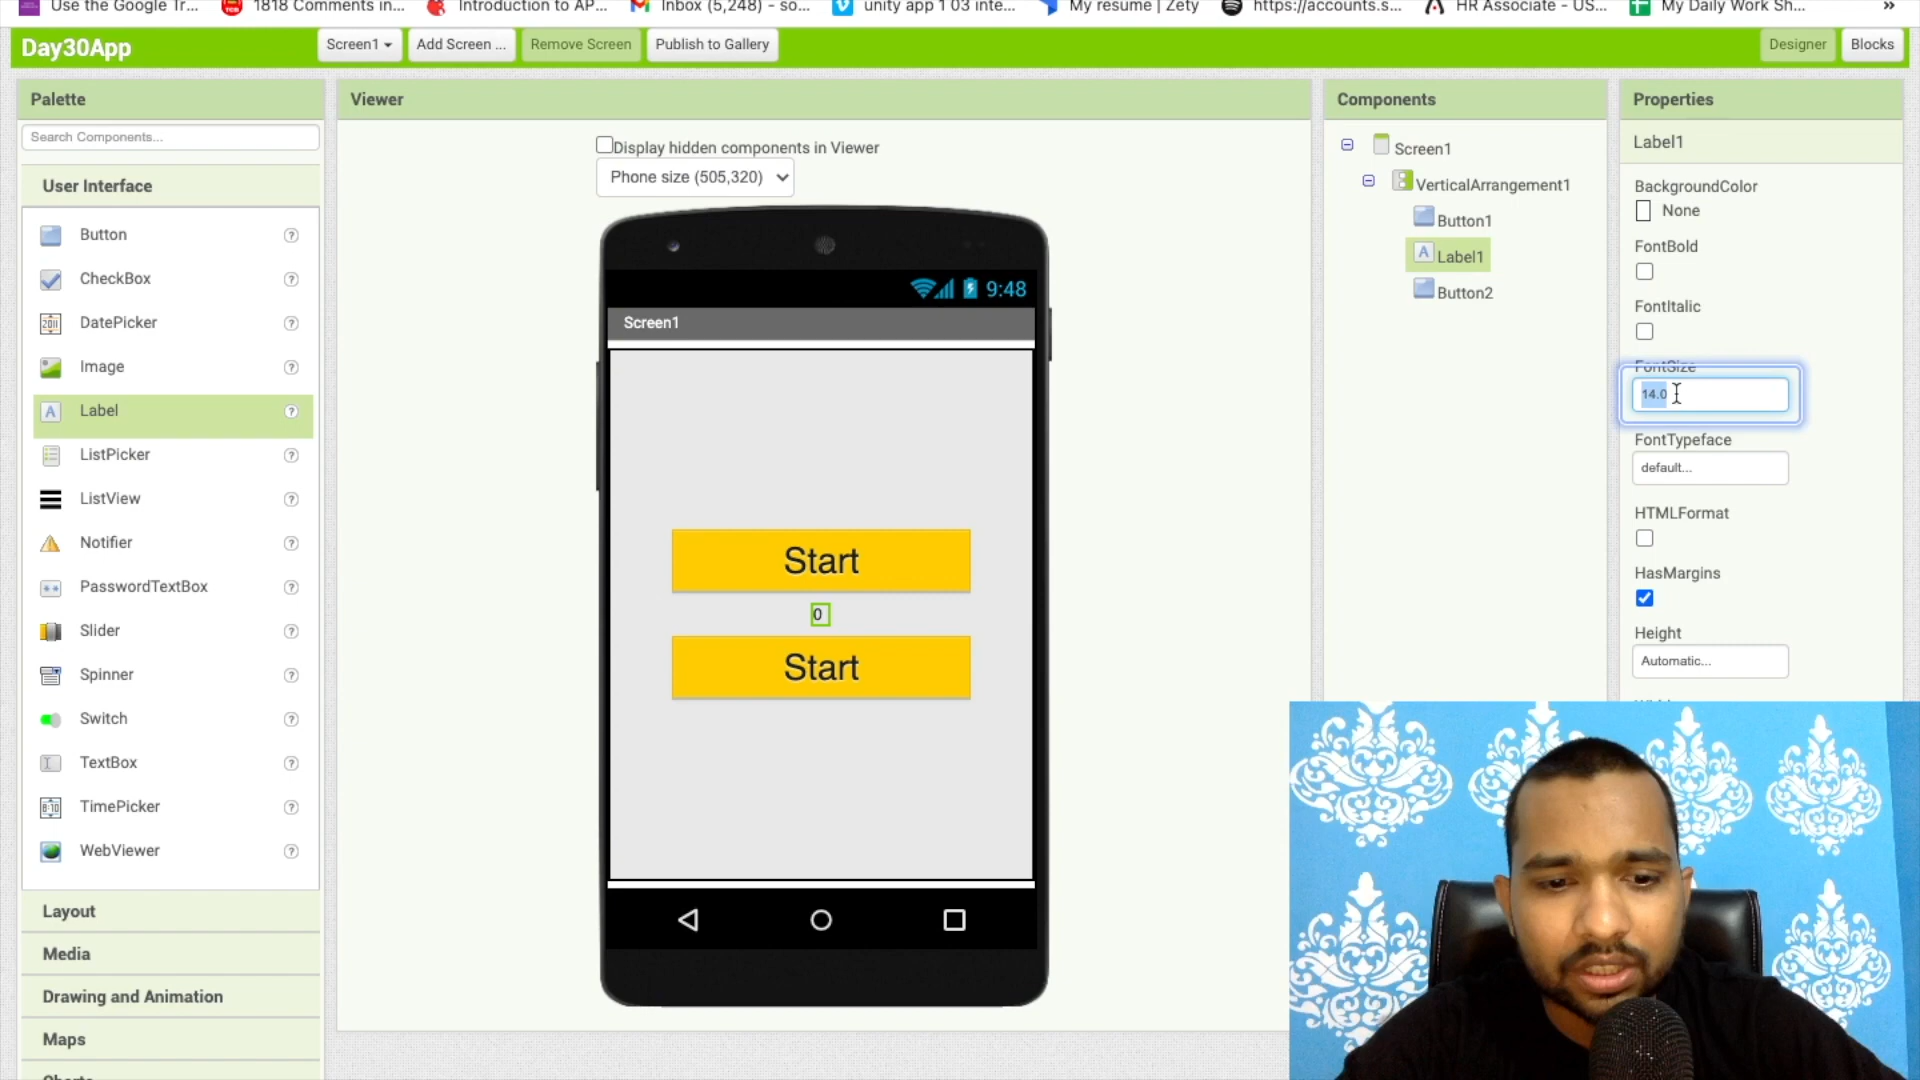 Use the Google Tr...
1818 Comments in...
Introduction to AP...
Inbox (5,248) - so...
unity app 1 03 inte...
My resume | Zety
https://accounts.s...
HR Associate - US...
My Daily Work Sh...
»
Day30App
Screen1
Add Screen ...
Remove Screen
Publish to Gallery
Designer
Blocks
Palette
Search Components...
User Interface
Button ?
CheckBox ?
DatePicker ?
Image ?
Label ?
ListPicker ?
ListView ?
Notifier ?
PasswordTextBox ?
Slider ?
Spinner ?
Switch ?
TextBox ?
TimePicker ?
WebViewer ?
Layout
Media
Drawing and Animation
Maps
Viewer
Display hidden components in Viewer
Phone size (505,320)
9:48
Screen1
Start
0
Start
Components
Screen1
VerticalArrangement1
Button1
A Label1
Button2
Properties
Label1
BackgroundColor
None
FontBold
FontItalic
FontSize
14.0
FontTypeface
default...
HTMLFormat
HasMargins
Height
Automatic...